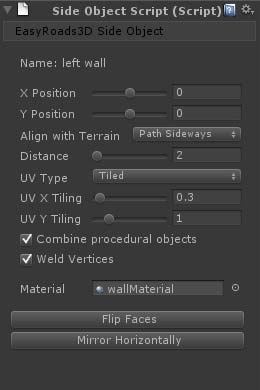 Side Object Script (Script)
EasyRoads3D Side Object
Name: left wall
X Position 0
Y Position 0
Align with Terrain Path Sideways
Distance 2
UV Type Tiled
UV X Tiling 0.3
UV Y Tiling 1
Combine procedural objects
Weld Vertices
Material wallMaterial
Flip Faces
Mirror Horizontally